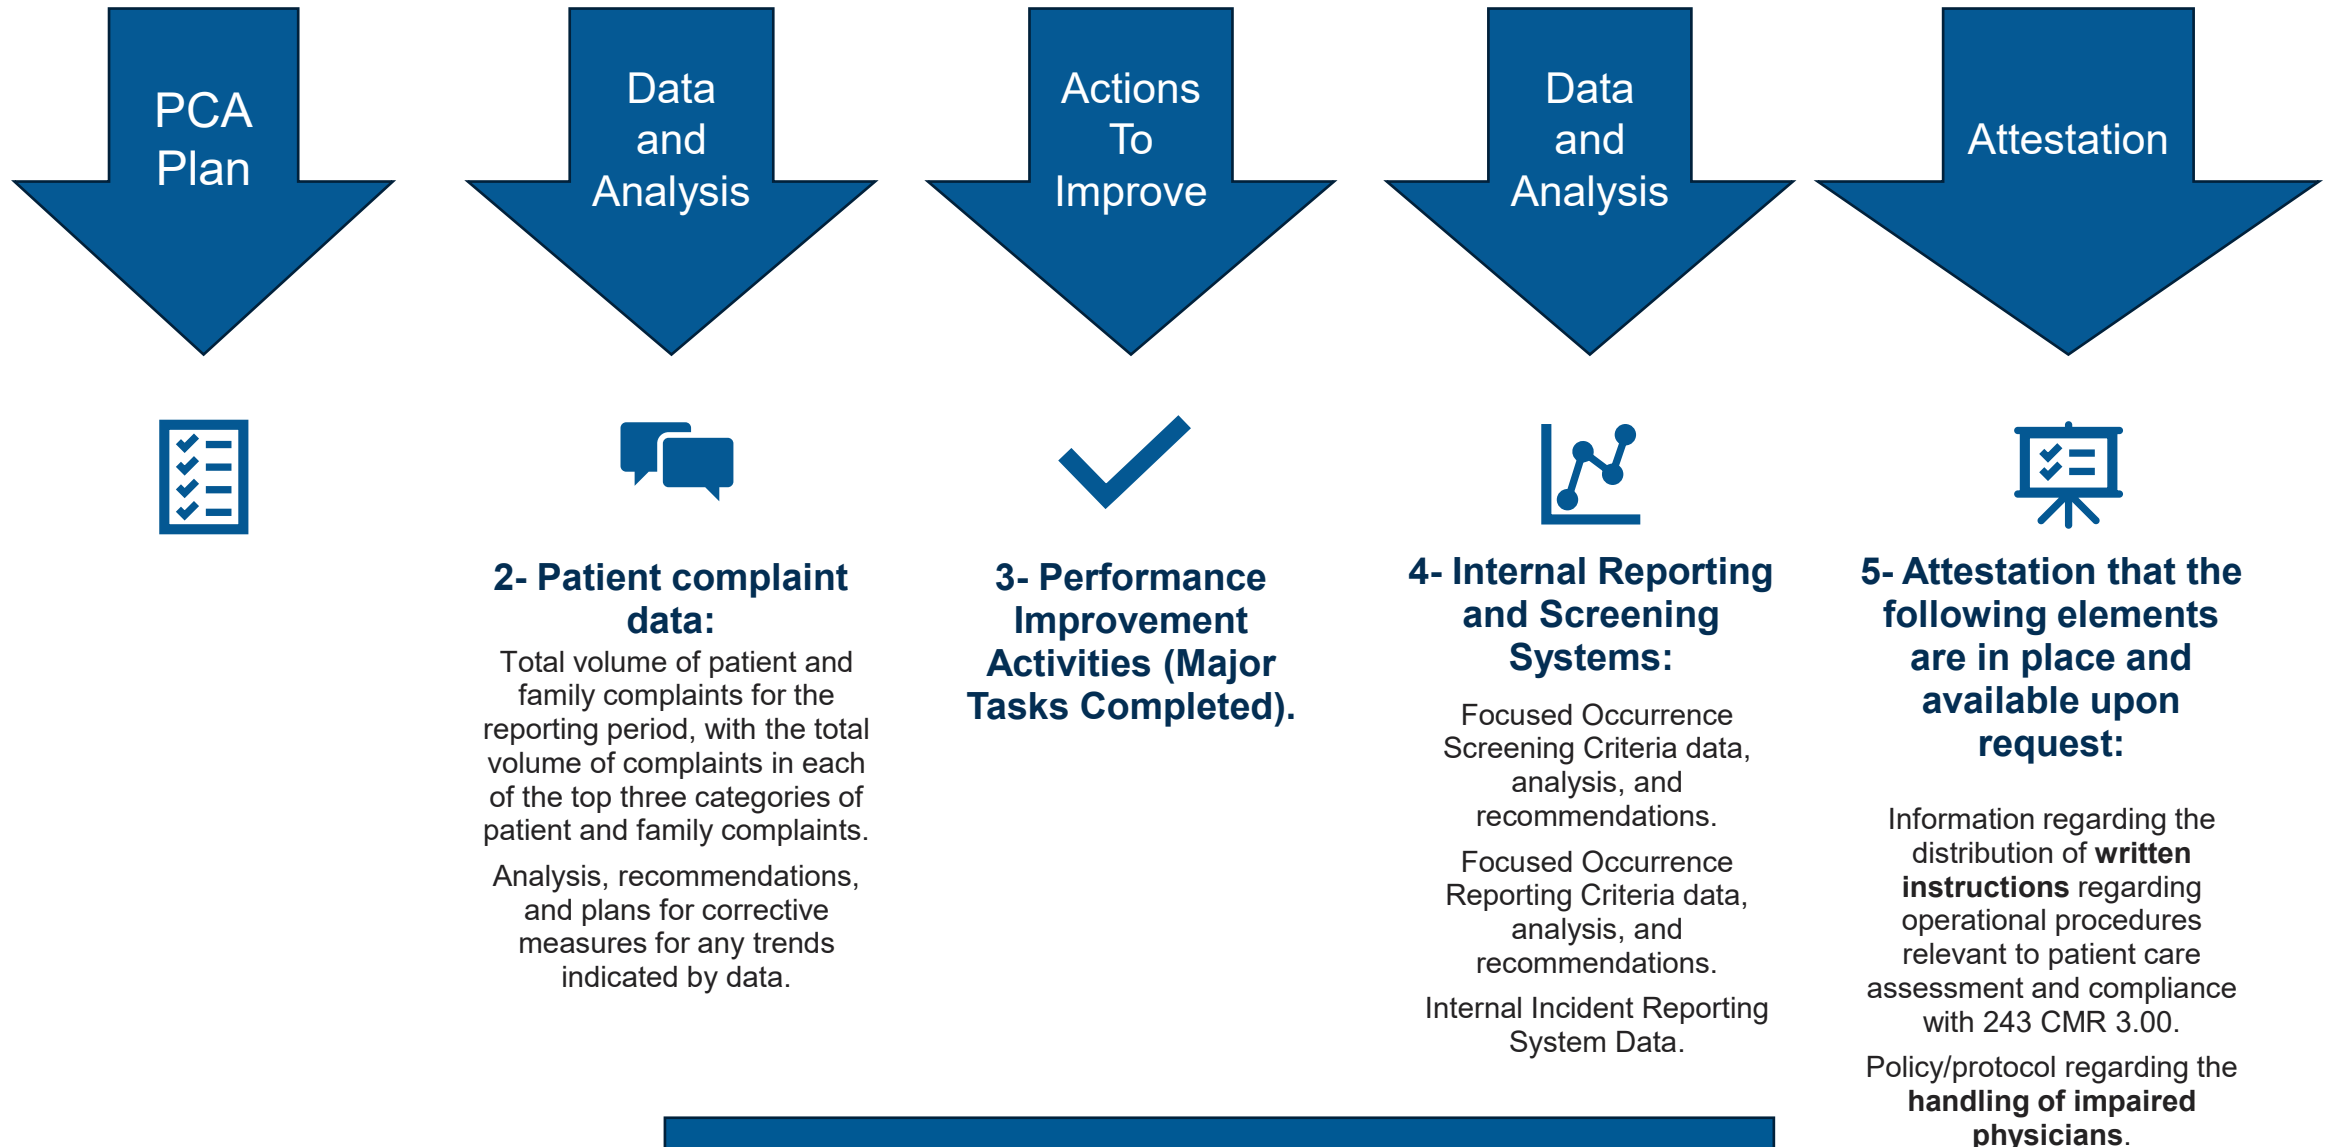 PCA
Plan
Data
and
Analysis
Actions
To
Improve
Data
and
Analysis
Attestation
2- Patient complaint
data:
Total volume of patient and
family complaints for the
reporting period, with the total
volume of complaints in each
of the top three categories of
patient and family complaints.
Analysis, recommendations,
and plans for corrective
measures for any trends
indicated by data.
3- Performance
Improvement
Activities (Major
Tasks Completed).
4- Internal Reporting
and Screening
Systems:
Focused Occurrence
Screening Criteria data,
analysis, and
recommendations.
Focused Occurrence
Reporting Criteria data,
analysis, and
recommendations.
Internal Incident Reporting
System Data.
5- Attestation that the
following elements
are in place and
available upon
request:
Information regarding the
distribution of written
instructions regarding
operational procedures
relevant to patient care
assessment and compliance
with 243 CMR 3.00.
Policy/protocol regarding the
handling of impaired
physicians.